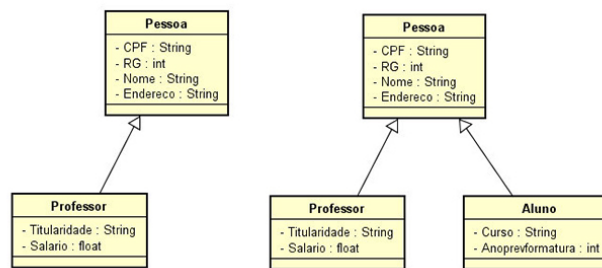 Pessoa
- CPF : String
- RG : int
- Nome : String
- Endereco : String
Professor
- Titularidade : String
- Salario : float
Pessoa
- CPF : String
- RG : int
- Nome : String
- Endereco : String
Professor
- Titularidade : String
- Salario : float
Aluno
- Curso : String
- Anoprevformatura : int